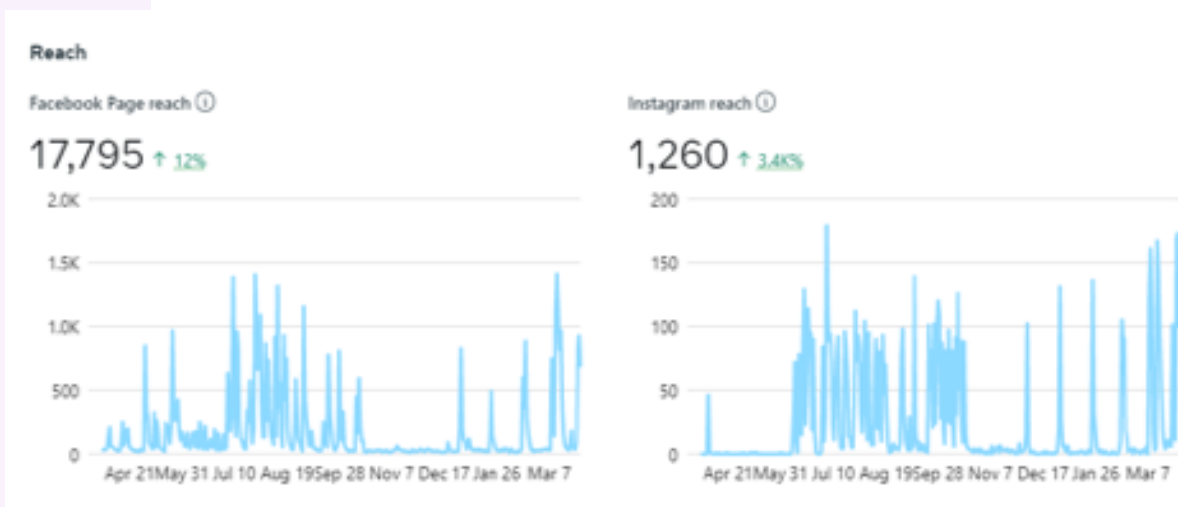 Reach
Facebook Page reach
17,795 ↑ 12%
2.0K
1.5K
1.0K
500
0
Apr 21May 31 Jul 10 Aug 19Sep 28 Nov 7 Dec 17 Jan 26 Mar 7
Instagram reach
1,260 ↑ 3.4K%
200
150
100
50
0
Apr 21May 31 Jul 10 Aug 19Sep 28 Nov 7 Dec 17 Jan 26 Mar 7